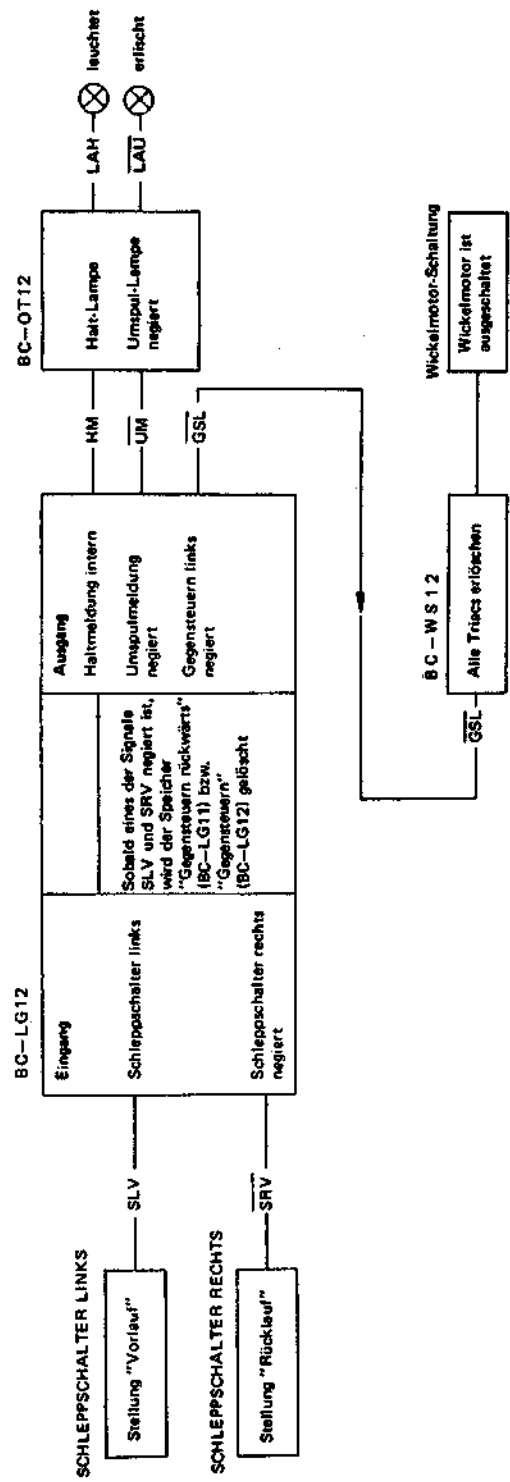 SCHLEPPSCHALTER LINKS
Stellung "Vorlauf"
SLV
SCHLEPPSCHALTER RECHTS
Stellung "Rücklauf"
SRV
BC-LG12
Eingang
Schleppschalter links
Schleppschalter rechts
negiert
Sobald eines der Signale
SLV und SRV negiert ist,
wird der Speicher
"Gegensteuern rückwärts"
(BC-LG11) bzw.
"Gegensteuern"
(BC-LG12) gelöscht
Ausgang
Haltmeldung intern
Umspulmeldung
negiert
Gegensteuern links
negiert
HM
UM
GSL
BC-OT12
Halt-Lampe
Umspul-Lampe
negiert
LAH
leuchtet
LAU
erlischt
GSL
BC-WS12
Alle Triacs erlöschen
Wickelmotor-Schaltung
Wickelmotor ist
ausgeschaltet